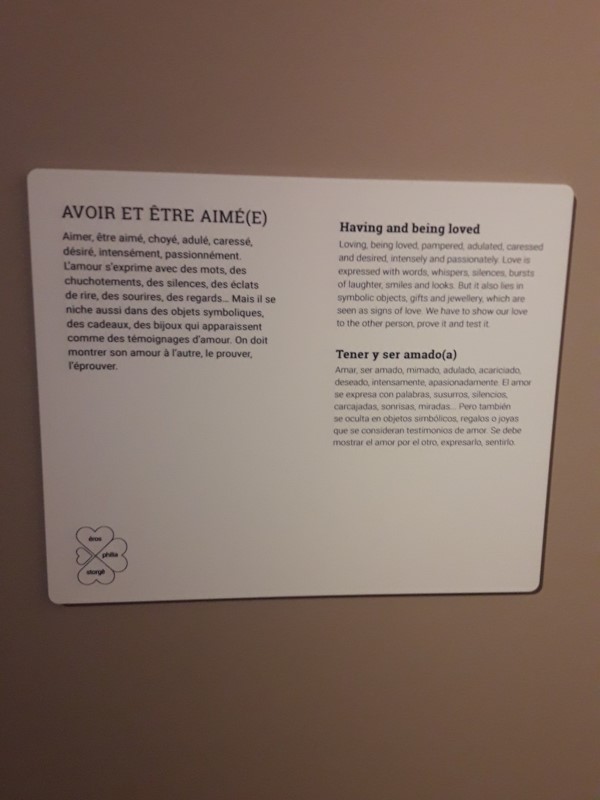 AVOIR ET ÊTRE AIMÉ(E)
Aimer, être aimé, choyé, adulé, caressé,
désiré, intensément, passionnément.
L'amour s'exprime avec des mots, des
chuchotements, des silences, des éclats
de rire, des sourires, des regards... Mais il se
niche aussi dans des objets symboliques,
des cadeaux, des bijoux qui apparaissent
comme des témoignages d'amour. On doit
montrer son amour à l'autre, le prouver,
l'éprouver.
Having and being loved
Loving, being loved, pampered, adulated, caressed
and desired, intensely and passionately. Love is
expressed with words, whispers, silences, bursts
of laughter, smiles and looks. But it also lies in
symbolic objects, gifts and jewellery, which are
seen as signs of love. We have to show our love
to the other person, prove it and test it.
Tener y ser amado(a)
Amar, ser amado, mimado, adulado, acariciado,
deseado, intensamente, apasionadamente. El amor
se expresa con palabras, susurros, silencios,
carcajadas, sonrisas, miradas... Pero también
se oculta en objetos simbólicos, regalos o joyas
que se consideran testimonios de amor. Se debe
mostrar el amor por el otro, expresarlo, sentirlo.
éros
philia
storgê